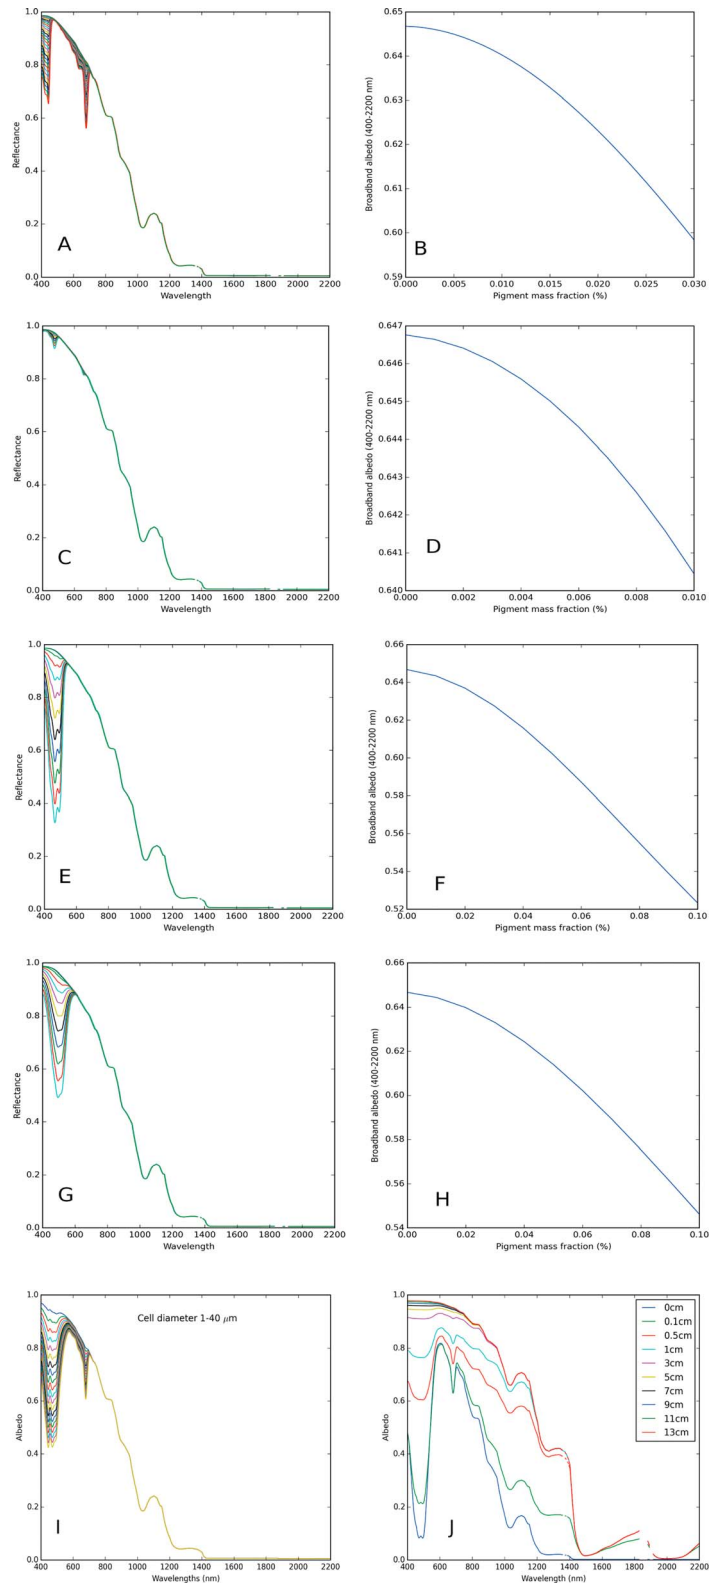 1.0
0.8
0.6
0.4
0.2
0.0
Reflectance
A
400 600 800 1000 1200 1400 1600 1800 2000 2200
Wavelength
0.65
0.64
0.63
0.62
0.61
0.60
0.59
Broadband albedo (400-2200 nm)
B
0.000 0.005 0.010 0.015 0.020 0.025 0.030
Pigment mass fraction (%)
1.0
0.8
0.6
0.4
0.2
0.0
Reflectance
C
400 600 800 1000 1200 1400 1600 1800 2000 2200
Wavelength
0.647
0.646
0.645
0.644
0.643
0.642
0.641
0.640
Broadband albedo (400-2200 nm)
D
0.000 0.002 0.004 0.006 0.008 0.010
Pigment mass fraction (%)
1.0
0.8
0.6
0.4
0.2
0.0
Reflectance
E
400 600 800 1000 1200 1400 1600 1800 2000 2200
Wavelength
0.66
0.64
0.62
0.60
0.58
0.56
0.54
0.52
Broadband albedo (400-2200 nm)
F
0.00 0.02 0.04 0.06 0.08 0.10
Pigment mass fraction (%)
1.0
0.8
0.6
0.4
0.2
0.0
Reflectance
G
400 600 800 1000 1200 1400 1600 1800 2000 2200
Wavelength
0.66
0.64
0.62
0.60
0.58
0.56
0.54
Broadband albedo (400-2200 nm)
H
0.00 0.02 0.04 0.06 0.08 0.10
Pigment mass fraction (%)
1.0
0.8
0.6
0.4
0.2
0.0
Albedo
Cell diameter 1-40 μm
I
400 600 800 1000 1200 1400 1600 1800 2000 2200
Wavelengths (nm)
1.0
0.8
0.6
0.4
0.2
0.0
Albedo
0cm
0.1cm
0.5cm
1cm
3cm
5cm
7cm
9cm
11cm
13cm
J
400 600 800 1000 1200 1400 1600 1800 2000 2200
Wavelength (nm)